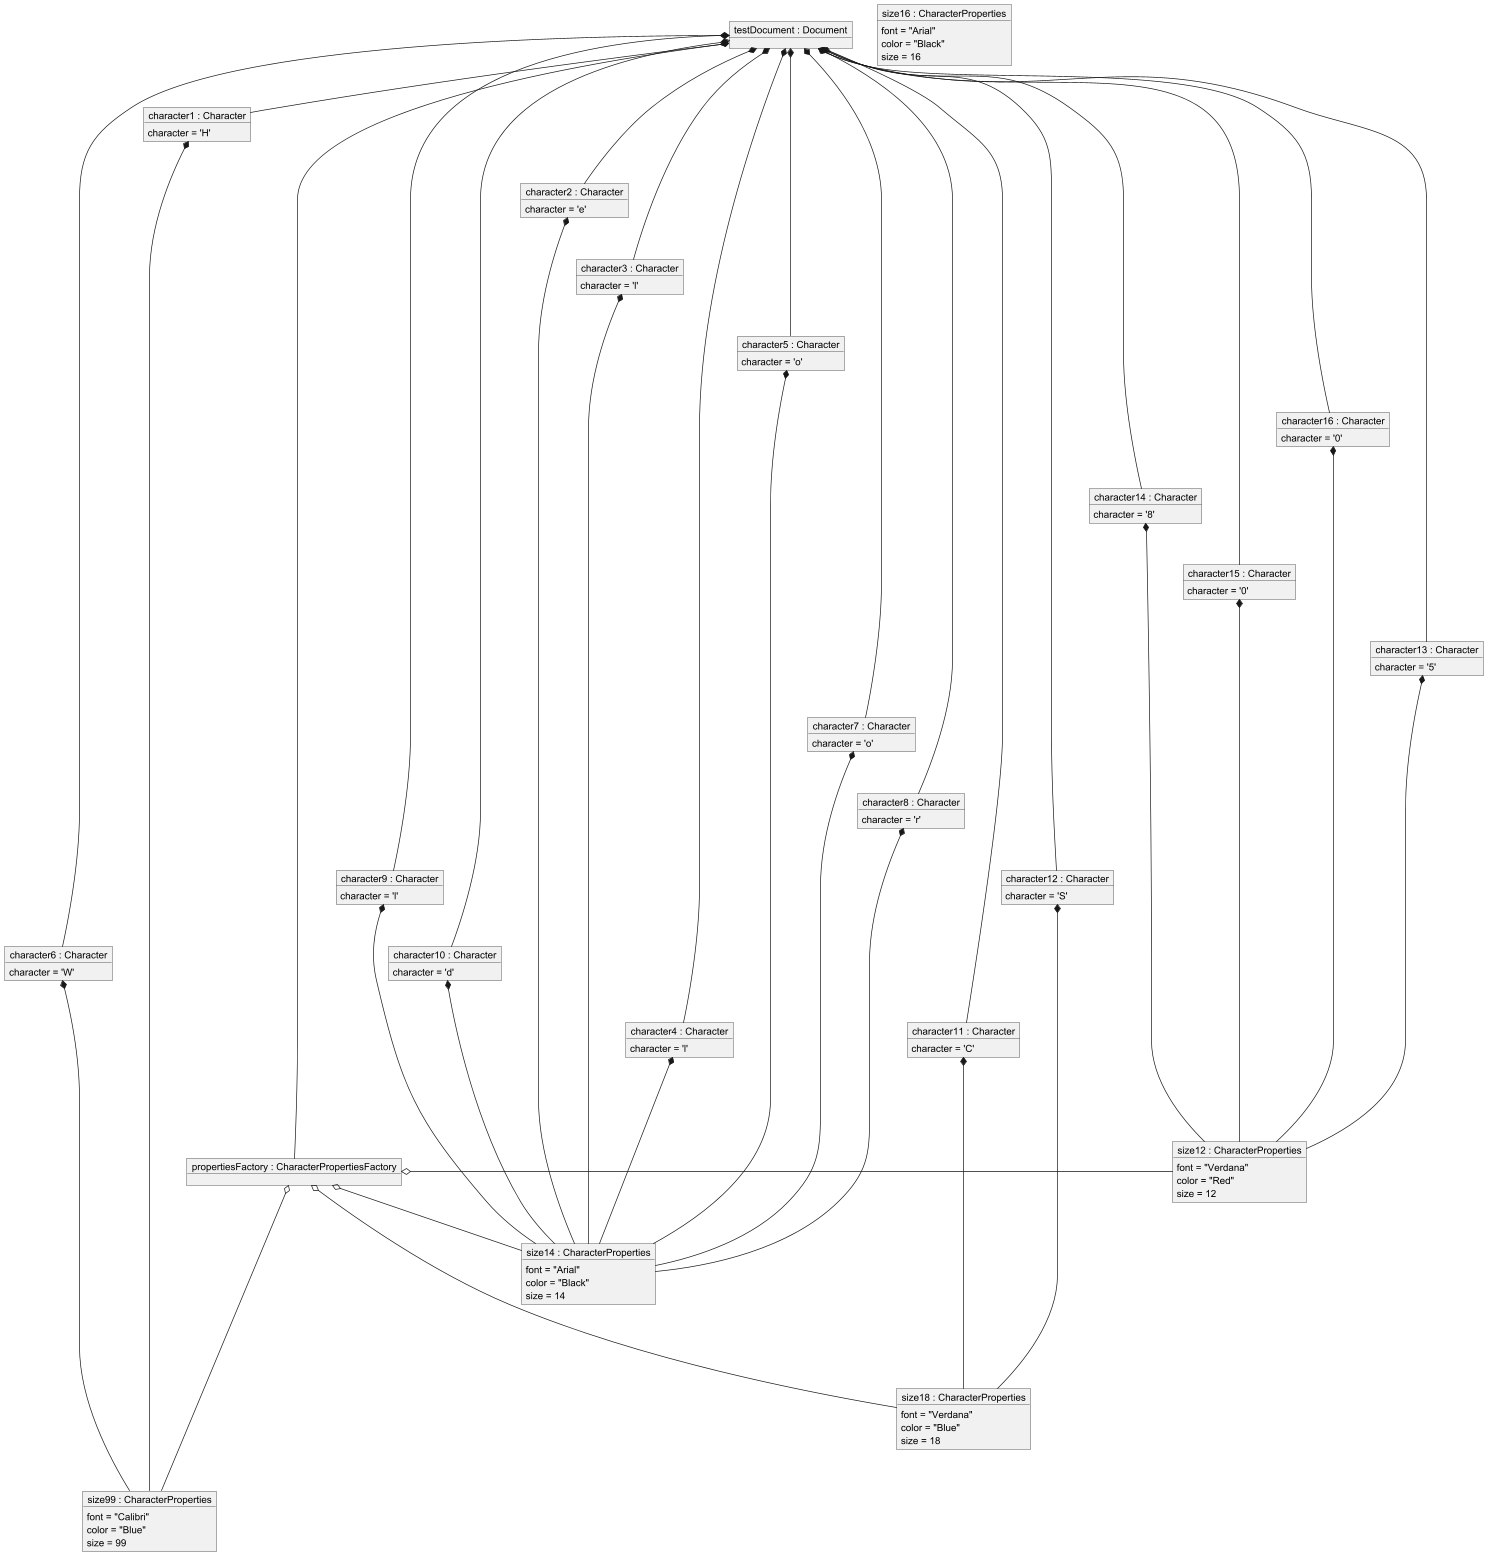 size16 : CharacterProperties
font = "Arial"
color = "Black"
size = 16
testDocument : Document
character1 : Character
character = 'H'
character2 : Character
character = 'e'
character3 : Character
character = 'l'
character5 : Character
character = 'o'
character16 : Character
character = '0'
character14 : Character
character = '8'
character15 : Character
character = '0'
character13 : Character
character = '5'
character7 : Character
character = 'o'
character8 : Character
character = 'r'
character9 : Character
character = 'l'
character12 : Character
character = 'S'
character6 : Character
character = 'W'
character10 : Character
character = 'd'
character4 : Character
character = 'l'
character11 : Character
character = 'C'
propertiesFactory : CharacterPropertiesFactory
size12 : CharacterProperties
font = "Verdana"
color = "Red"
size = 12
size14 : CharacterProperties
font = "Arial"
color = "Black"
size = 14
size18 : CharacterProperties
font = "Verdana"
color = "Blue"
size = 18
size99 : CharacterProperties
font = "Calibri"
color = "Blue"
size = 99